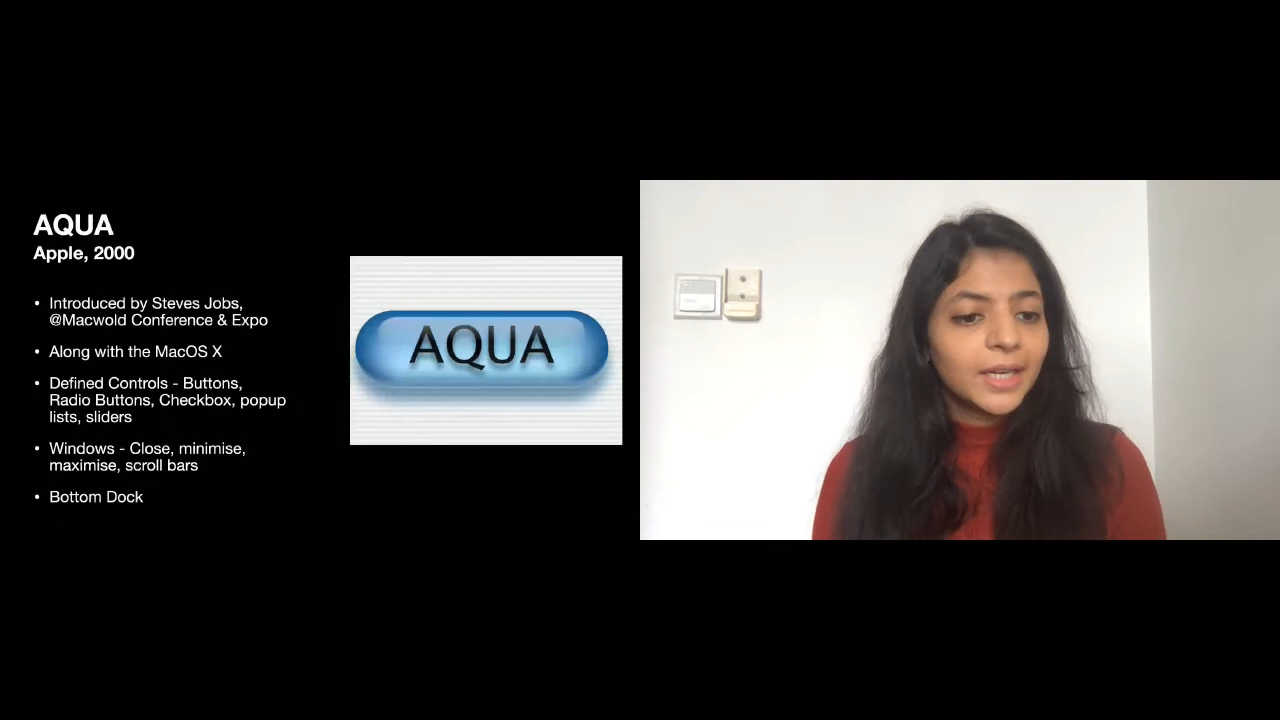 AQUA
Apple, 2000
• Introduced by Steves Jobs,
@Macwold Conference & Expo
• Along with the MacOS X
• Defined Controls - Buttons,
Radio Buttons, Checkbox, popup
lists, sliders
• Windows - Close, minimise,
maximise, scroll bars
• Bottom Dock
AQUA